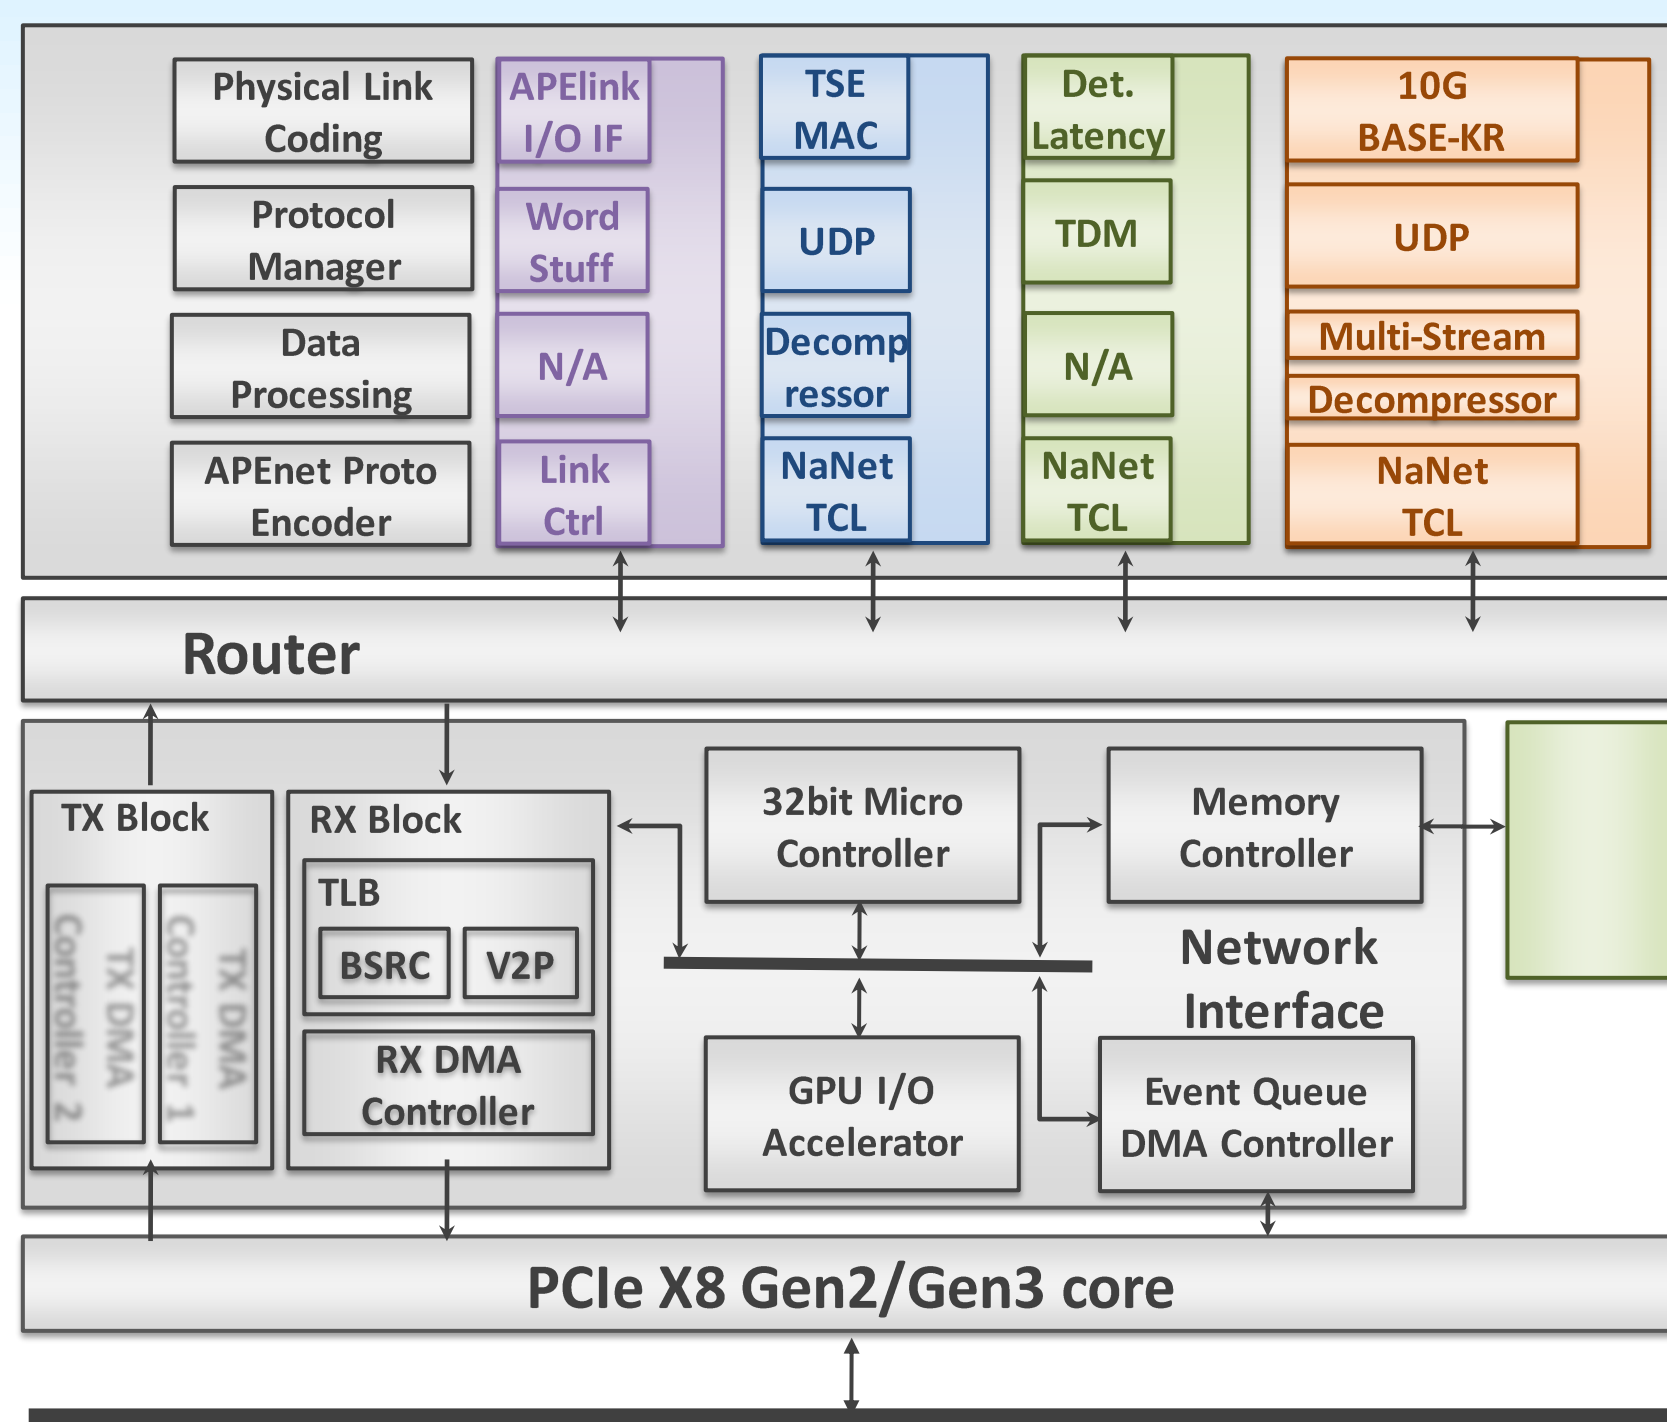 Physical Link
Coding
APElink
I/O IF
TSE
MAC
Det.
Latency
10G
BASE-KR
Protocol
Manager
Word
Stuff
UDP
TDM
UDP
Data
Processing
N/A
Decomp
ressor
N/A
Multi-Stream
Decompressor
APEnet Proto
Encoder
Link
Ctrl
NaNet
TCL
NaNet
TCL
NaNet
TCL
Router
TX Block
TX DMA
Controller 2
TX DMA
Controller 1
RX Block
TLB
BSRC
V2P
RX DMA
Controller
32bit Micro
Controller
Memory
Controller
Network
Interface
GPU I/O
Accelerator
Event Queue
DMA Controller
PCIe X8 Gen2/Gen3 core